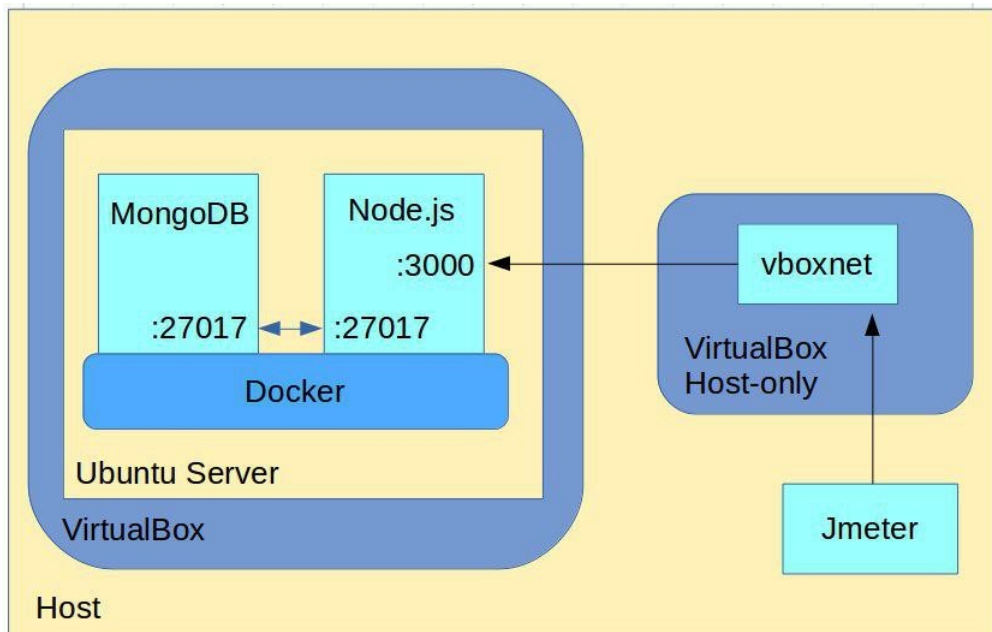 MongoDB
Node.js
:3000
:27017
:27017
Docker
Ubuntu Server
VirtualBox
vboxnet
VirtualBox
Host-only
Jmeter
Host